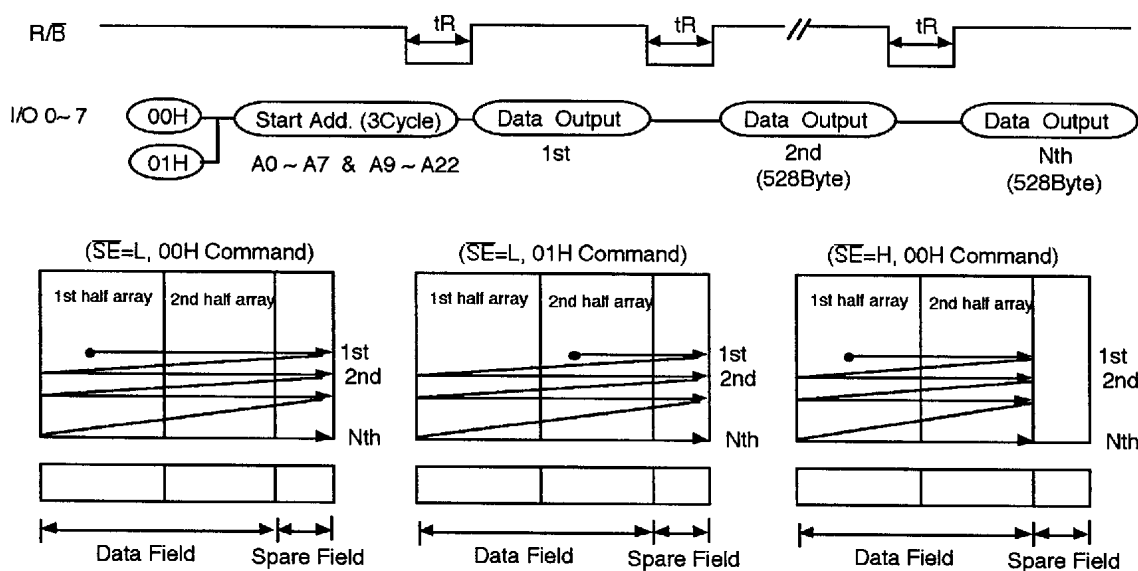 R/B̅ tR tR tR
I/O 0~ 7 00H Start Add. (3Cycle) Data Output Data Output Data Output
01H A0 ~ A7 & A9 ~ A22 1st 2nd Nth
(528Byte) (528Byte)
(S̅E̅=L, 00H Command) (S̅E̅=L, 01H Command) (S̅E̅=H, 00H Command)
1st half array 2nd half array 1st half array 2nd half array 1st half array 2nd half array
1st 1st 1st
2nd 2nd 2nd
Nth Nth Nth
Data Field Spare Field Data Field Spare Field Data Field Spare Field